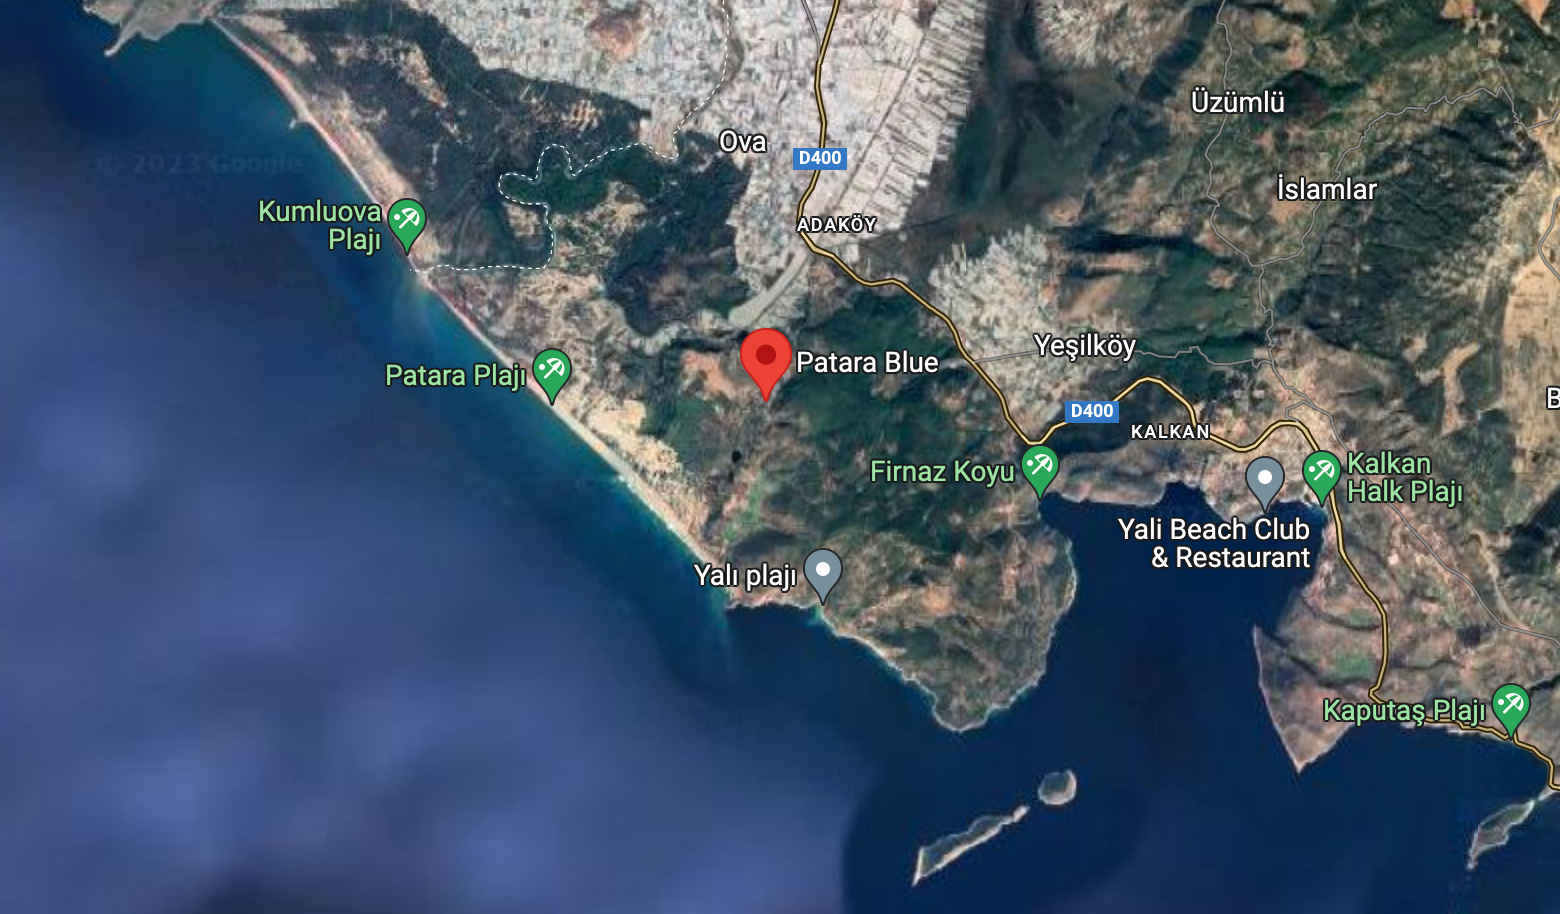 Üzümlü
Ova
D400
© 2023 Google
İslamlar
Kumluova
Plajı
ADAKÖY
Yeşilköy
Patara Blue
Patara Plajı
B
D400
KALKAN
Firnaz Koyu
Kalkan
Halk Plajı
Yali Beach Club
& Restaurant
Yalı plajı
Kaputaş Plajı